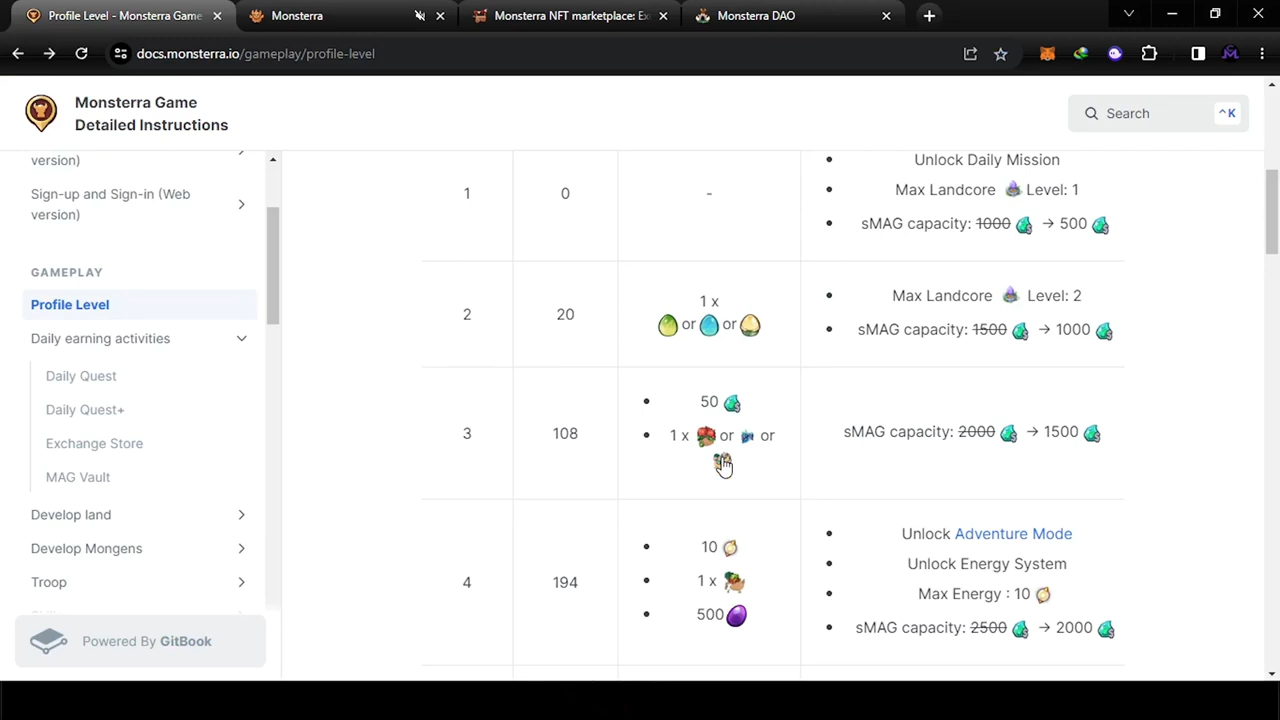 Profile Level - Monsterra Game
Monsterra
Monsterra NFT marketplace: Ex
Monsterra DAO
docs.monsterra.io/gameplay/profile-level
Monsterra Game
Detailed Instructions
Search
^K
version)
Sign-up and Sign-in (Web
version)
GAMEPLAY
Profile Level
Daily earning activities
Daily Quest
Daily Quest+
Exchange Store
MAG Vault
Develop land
Develop Mongens
Troop
Powered By GitBook
Unlock Daily Mission
1 0 - Max Landcore Level: 1
sMAG capacity: 1000 → 500
2 20 1 x Max Landcore Level: 2
or or sMAG capacity: 1500 → 1000
50
3 108 1 x or or sMAG capacity: 2000 → 1500
Unlock Adventure Mode
10 Unlock Energy System
4 194 1 x Max Energy : 10
500 sMAG capacity: 2500 → 2000